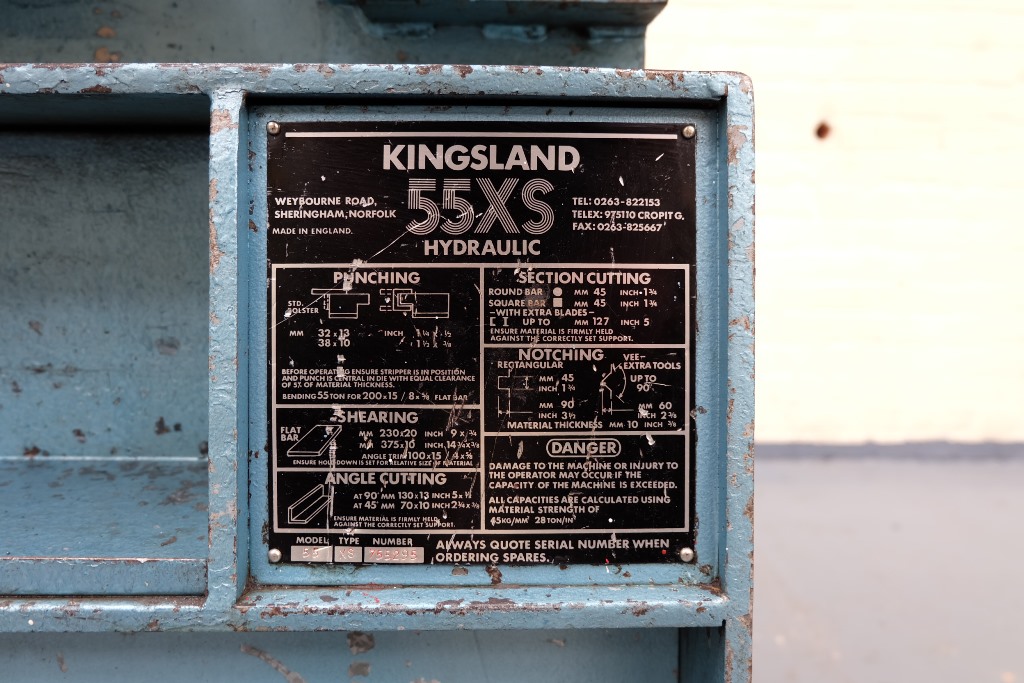 KINGSLAND
55XS
HYDRAULIC
WEYBOURNE ROAD,
SHERINGHAM, NORFOLK
MADE IN ENGLAND.
TEL: 0263-822153
TELEX: 975110 CROPIT G.
FAX: 0263-825667
PUNCHING
STD.
BOLSTER
MM 32 x 13 INCH 1¼ x ½
38 x 10 1½ x ⅜
BEFORE OPERATING ENSURE STRIPPER IS IN POSITION
AND PUNCH IS CENTRAL IN DIE WITH EQUAL CLEARANCE
OF 5% OF MATERIAL THICKNESS.
BENDING 55 TON FOR 200 x 15 / 8 x ⅝ FLAT BAR
SHEARING
FLAT
BAR
MM 230 x 20 INCH 9 x ¾
MM 375 x 10 INCH 14¾ x ⅜
ANGLE TRIM 100 x 15 / 4 x ⅝
ENSURE HOLD DOWN IS SET FOR RELATIVE SIZE OF MATERIAL
ANGLE CUTTING
AT 90° MM 130 x 13 INCH 5 x ½
AT 45° MM 70 x 10 INCH 2¾ x ⅜
ENSURE MATERIAL IS FIRMLY HELD
AGAINST THE CORRECTLY SET SUPPORT.
SECTION CUTTING
ROUND BAR MM 45 INCH 1¾
SQUARE BAR MM 45 INCH 1¾
-WITH EXTRA BLADES-
[ I UP TO MM 127 INCH 5
ENSURE MATERIAL IS FIRMLY HELD
AGAINST THE CORRECTLY SET SUPPORT.
NOTCHING
RECTANGULAR
MM 45
INCH 1¾
MM 90
INCH 3½
VEE-
EXTRA TOOLS
UP TO
90°
MM 60
INCH 2⅜
MATERIAL THICKNESS MM 10 INCH ⅜
DANGER
DAMAGE TO THE MACHINE OR INJURY TO
THE OPERATOR MAY OCCUR IF THE
CAPACITY OF THE MACHINE IS EXCEEDED.
ALL CAPACITIES ARE CALCULATED USING
MATERIAL STRENGTH OF
45KG/MM² 28 TON/IN²
MODEL TYPE NUMBER
55 XS
ALWAYS QUOTE SERIAL NUMBER WHEN
ORDERING SPARES.